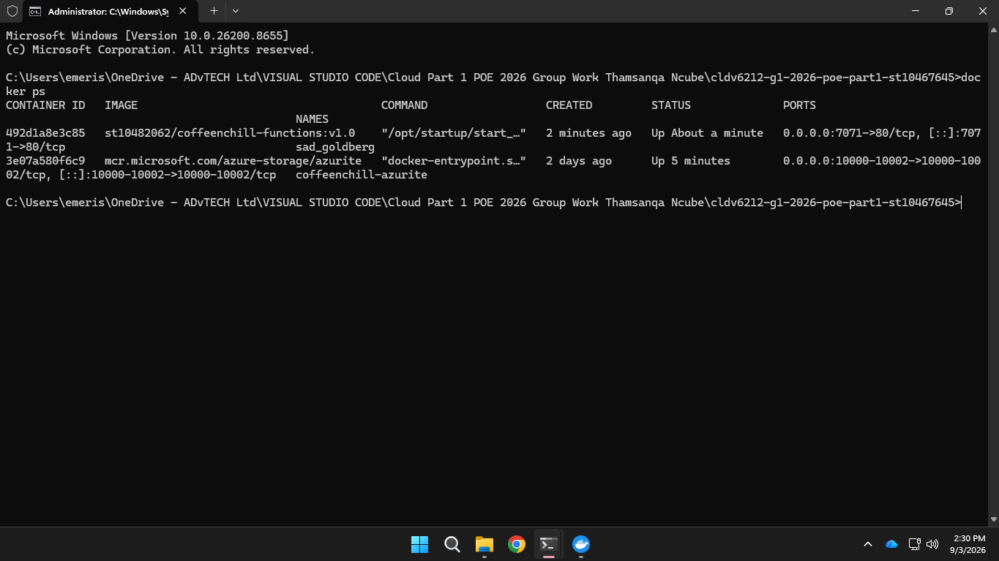 Administrator: C:\Windows\Sy
Microsoft Windows [Version 10.0.26200.8655]
(c) Microsoft Corporation. All rights reserved.
C:\Users\emeris\OneDrive - ADvTECH Ltd\VISUAL STUDIO CODE\Cloud Part 1 POE 2026 Group Work Thamsanqa Ncube\cldv6212-g1-2026-poe-part1-st10467645>doc
ker ps
CONTAINER ID   IMAGE                                     COMMAND                  CREATED         STATUS              PORTS
                                            NAMES
492d1a8e3c85   st10482062/coffeenchill-functions:v1.0    "/opt/startup/start_…"   2 minutes ago   Up About a minute   0.0.0.0:7071->80/tcp, [::]:707
1->80/tcp                                   sad_goldberg
3e07a580f6c9   mcr.microsoft.com/azure-storage/azurite   "docker-entrypoint.s…"   2 days ago      Up 5 minutes        0.0.0.0:10000-10002->10000-100
02/tcp, [::]:10000-10002->10000-10002/tcp   coffeenchill-azurite
C:\Users\emeris\OneDrive - ADvTECH Ltd\VISUAL STUDIO CODE\Cloud Part 1 POE 2026 Group Work Thamsanqa Ncube\cldv6212-g1-2026-poe-part1-st10467645>
2:30 PM
9/3/2026